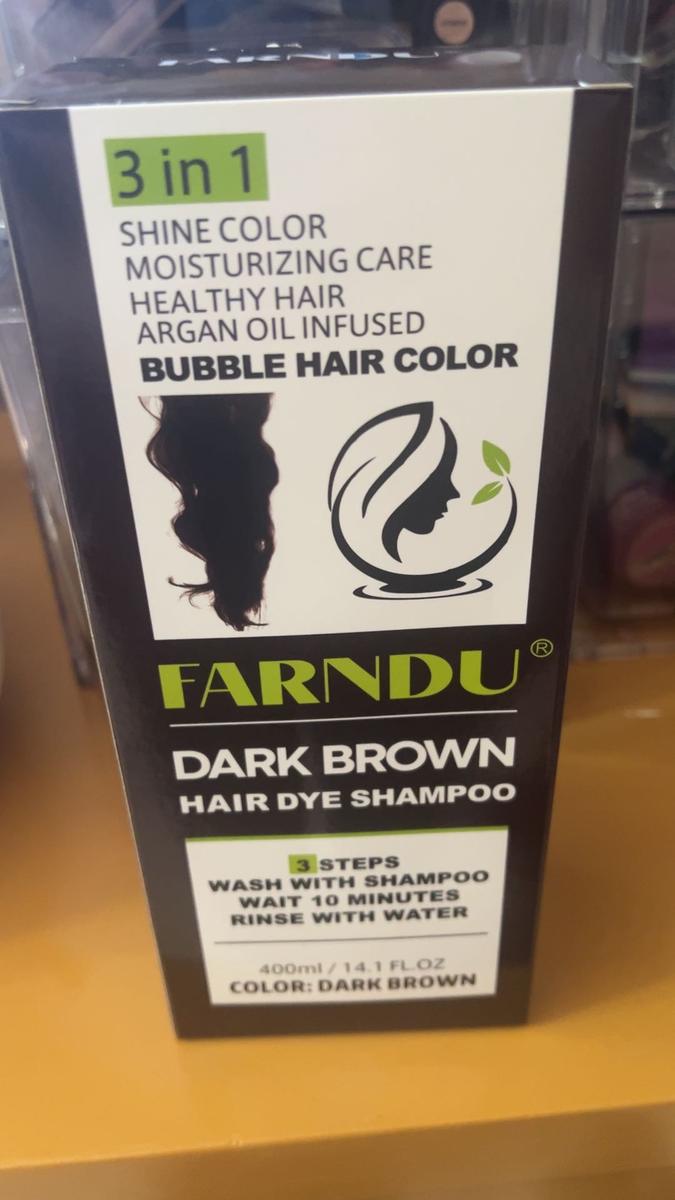 3 in 1
SHINE COLOR
MOISTURIZING CARE
HEALTHY HAIR
ARGAN OIL INFUSED
BUBBLE HAIR COLOR
FARNDU®
DARK BROWN
HAIR DYE SHAMPOO
3 STEPS
WASH WITH SHAMPOO
WAIT 10 MINUTES
RINSE WITH WATER
400ml / 14.1 FL.OZ
COLOR: DARK BROWN